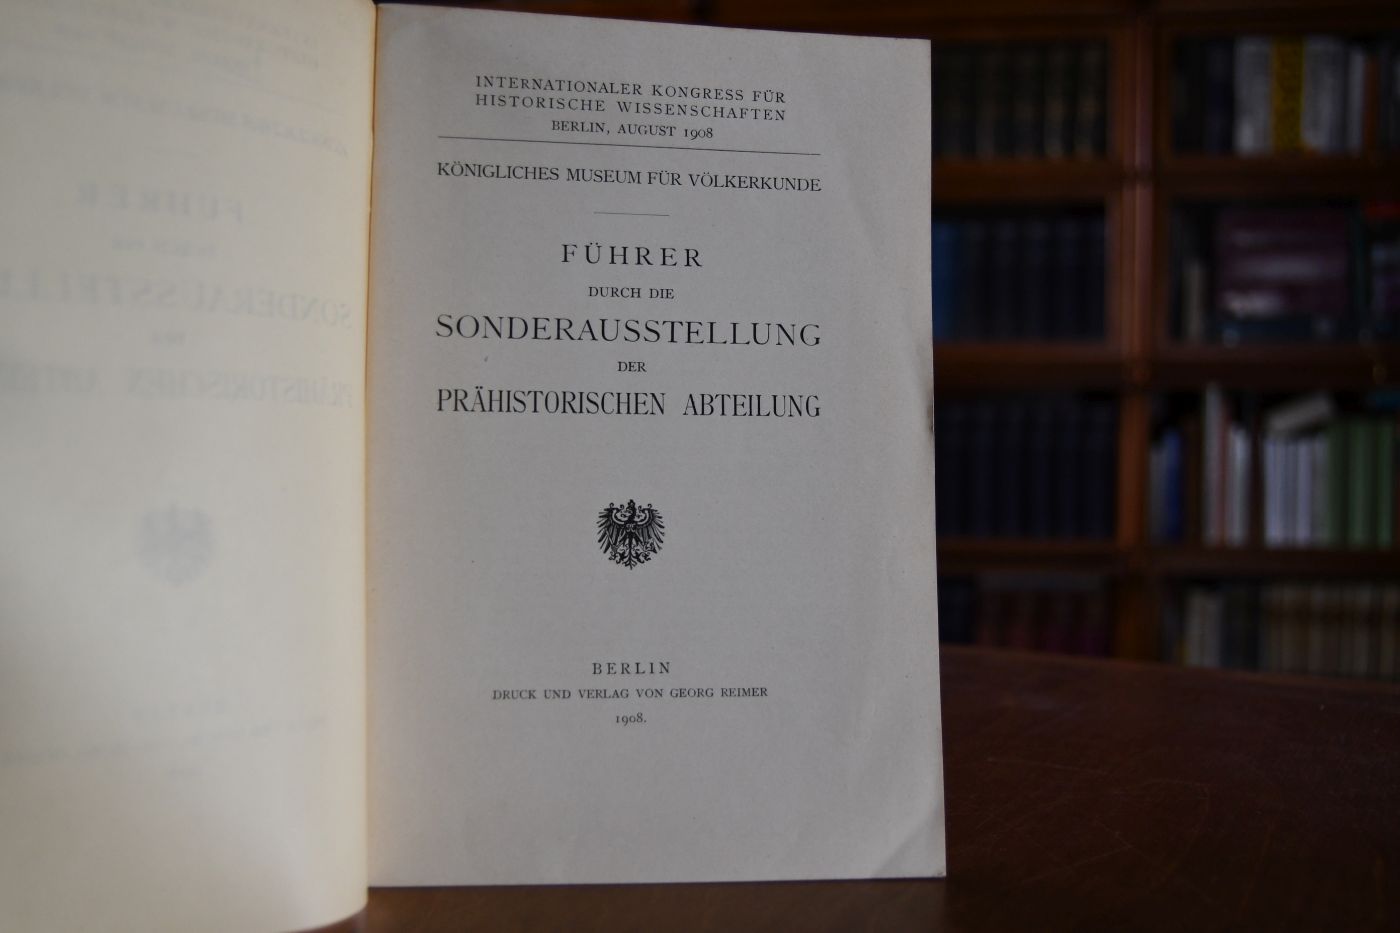 INTERNATIONALER KONGRESS FÜR
HISTORISCHE WISSENSCHAFTEN
BERLIN, AUGUST 1908
KÖNIGLICHES MUSEUM FÜR VÖLKERKUNDE
FÜHRER
DURCH DIE
SONDERAUSSTELLUNG
DER
PRÄHISTORISCHEN ABTEILUNG
BERLIN
DRUCK UND VERLAG VON GEORG REIMER
1908.